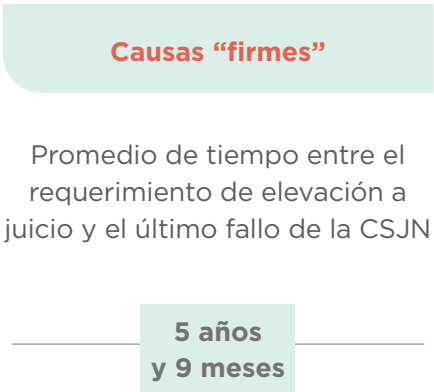 Causas “firmes”
Promedio de tiempo entre el
requerimiento de elevación a
juicio y el último fallo de la CSJN
5 años
y 9 meses